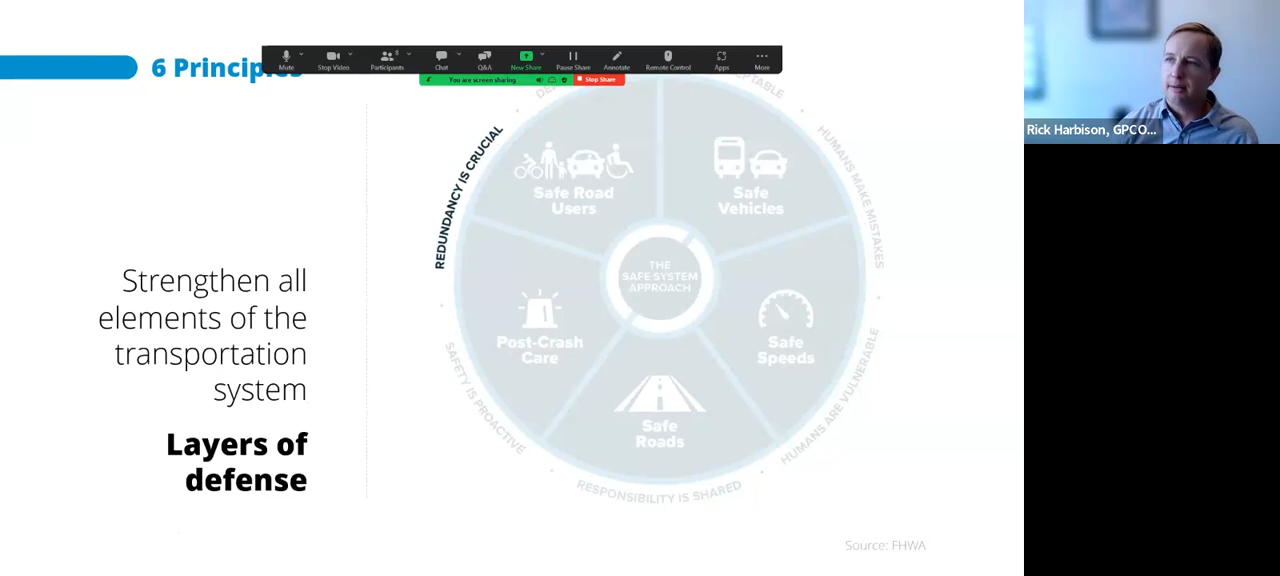 6 Principles
Mute
Stop Video
Participants
8
Chat
Q&A
New Share
Pause Share
Annotate
Remote Control
Apps
More
You are screen sharing
Stop Share
Rick Harbison, GPCO...
Strengthen all
elements of the
transportation
system
Layers of
defense
REDUNDANCY IS CRUCIAL
HUMANS MAKE MISTAKES
HUMANS ARE VULNERABLE
RESPONSIBILITY IS SHARED
SAFETY IS PROACTIVE
Safe Road
Users
Safe
Vehicles
THE
SAFE SYSTEM
APPROACH
Post-Crash
Care
Safe
Speeds
Safe
Roads
Source: FHWA